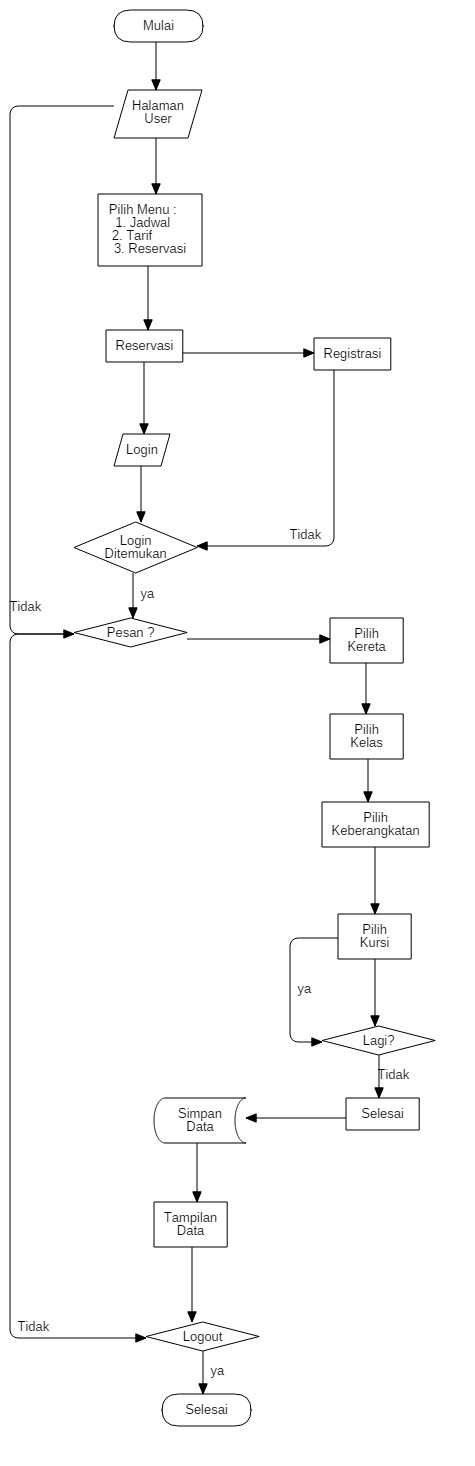 Mulai
Halaman
User
Pilih Menu :
1. Jadwal
2. Tarif
3. Reservasi
Reservasi
Registrasi
Login
Login
Ditemukan
Tidak
ya
Tidak
Pesan ?
Pilih
Kereta
Pilih
Kelas
Pilih
Keberangkatan
Pilih
Kursi
ya
Lagi?
Tidak
Selesai
Simpan
Data
Tampilan
Data
Tidak
Logout
ya
Selesai